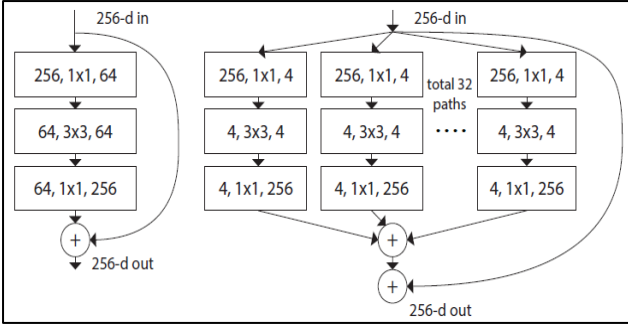 256-d in
256, 1x1, 64
64, 3x3, 64
64, 1x1, 256
+
256-d out
256-d in
256, 1x1, 4
256, 1x1, 4
total 32
paths
....
256, 1x1, 4
4, 3x3, 4
4, 3x3, 4
4, 3x3, 4
4, 1x1, 256
4, 1x1, 256
4, 1x1, 256
+
+
256-d out